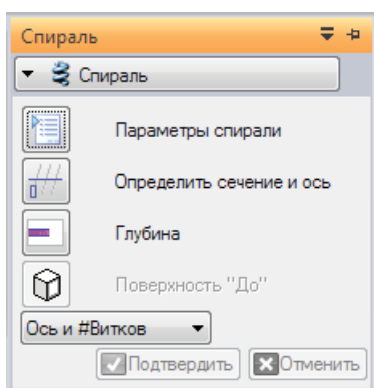 Спираль
Спираль
Параметры спирали
Определить сечение и ось
Глубина
Поверхность "До"
Ось и #Витков
Подтвердить Отменить